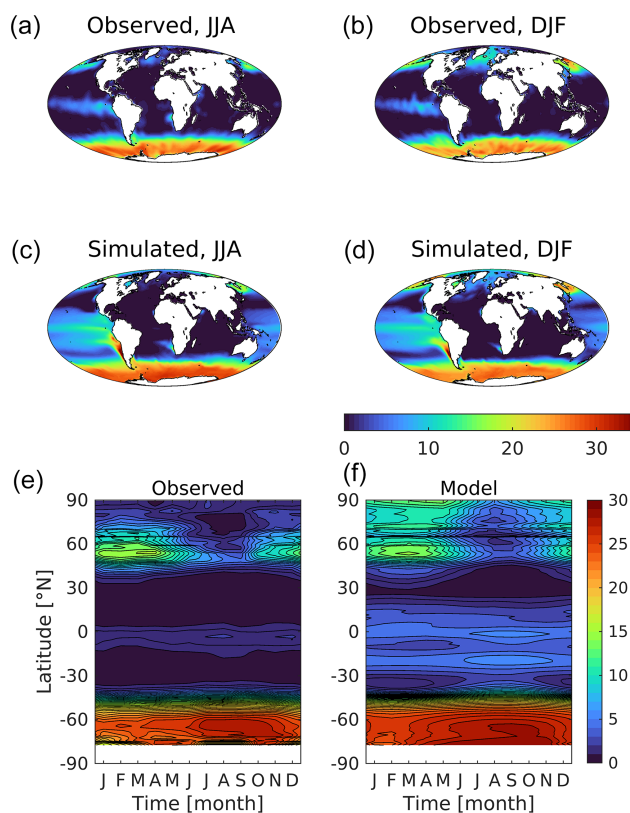 (a) Observed, JJA
(b) Observed, DJF
(c) Simulated, JJA
(d) Simulated, DJF
0 10 20 30
(e) Observed
(f) Model
90
60
30
0
-30
-60
-90
Latitude [°N]
J F M A M J J A S O N D
Time [month]
90
60
30
0
-30
-60
-90
J F M A M J J A S O N D
Time [month]
30
25
20
15
10
5
0